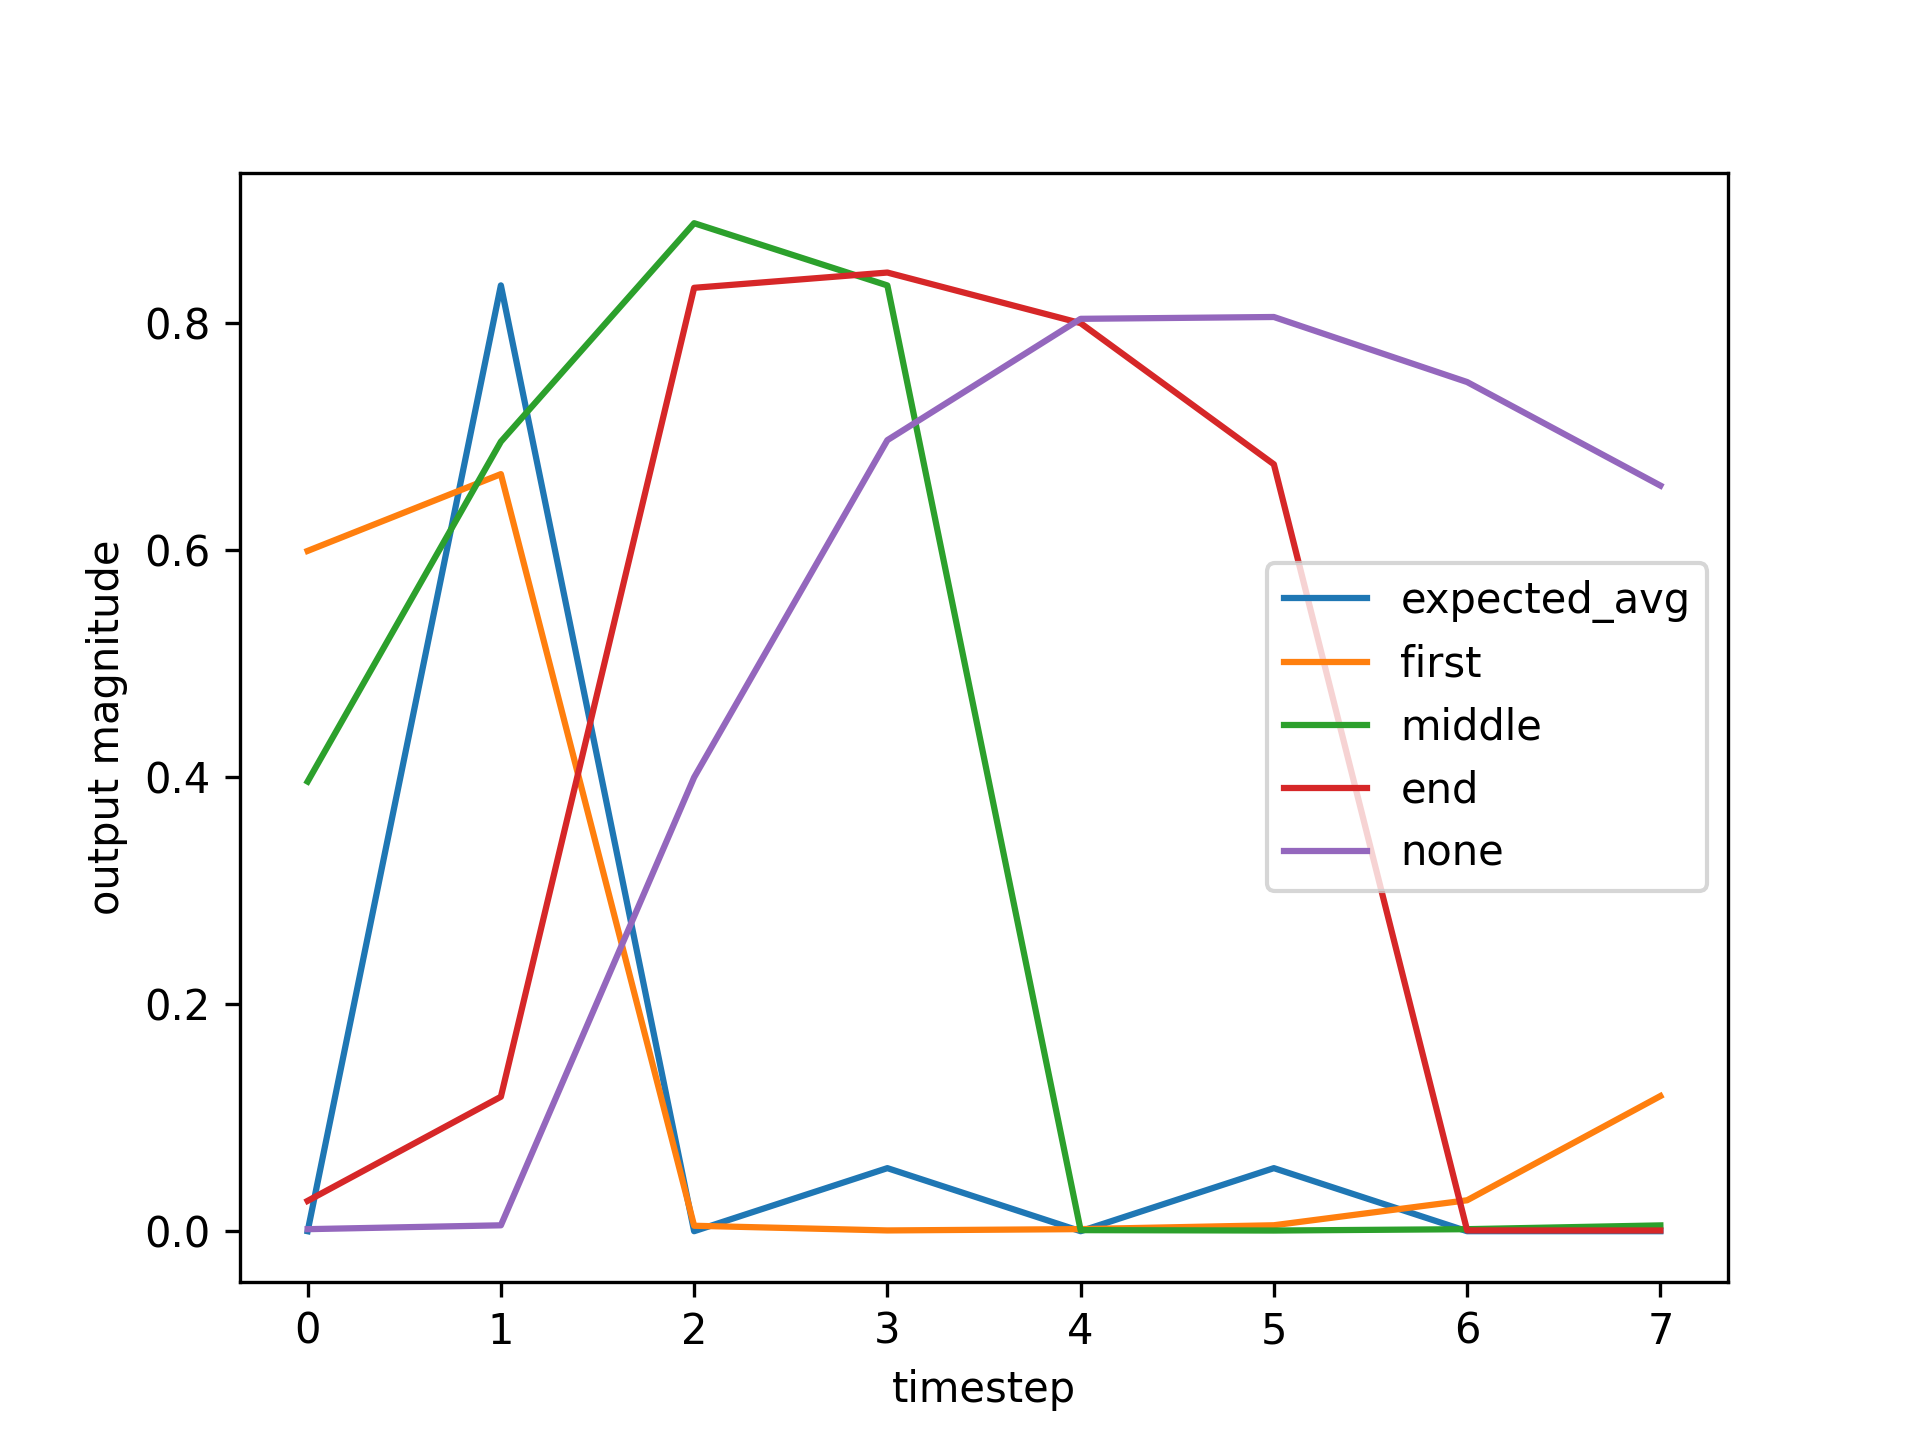 output magnitude
0.8
0.6
0.4
0.2
0.0
expected_avg
first
middle
end
none
0 1 2 3 4 5 6 7
timestep